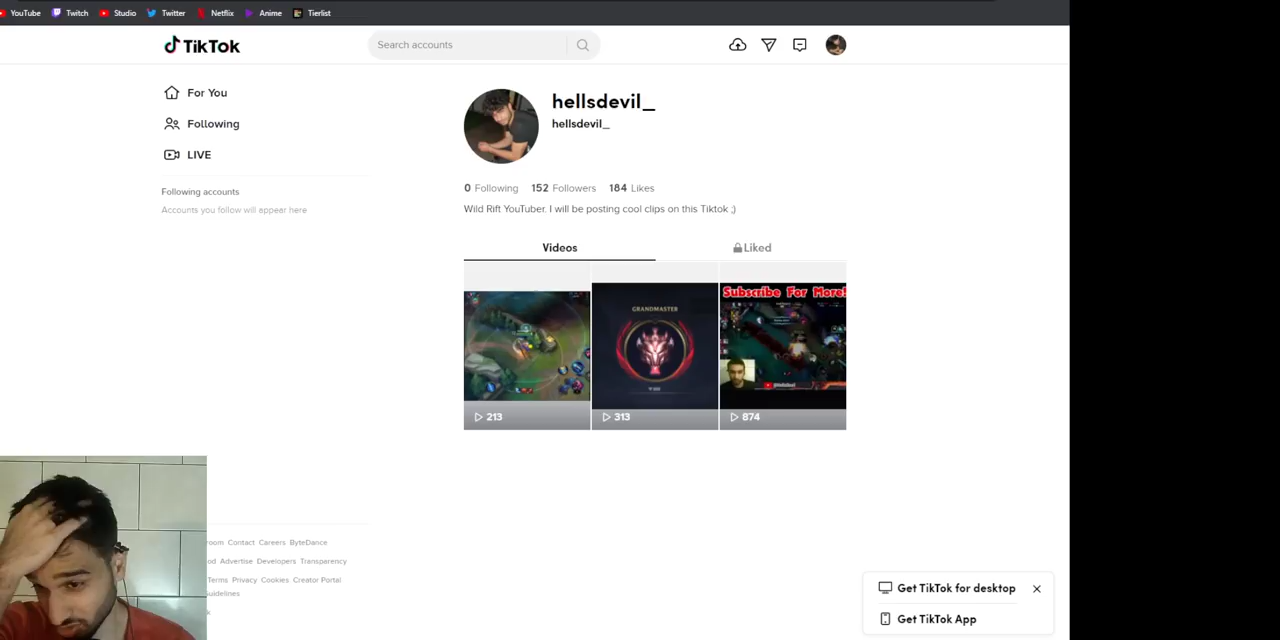 YouTube Twitch Studio Twitter Netflix Anime Tierlist
TikTok
Search accounts
For You
Following
LIVE
Following accounts
Accounts you follow will appear here
hellsdevil_
hellsdevil_
0 Following 152 Followers 184 Likes
Wild Rift YouTuber. I will be posting cool clips on this Tiktok ;)
Videos Liked
GRANDMASTER
Subscribe For More!
213 313 874
room Contact Careers ByteDance
od Advertise Developers Transparency
Terms Privacy Cookies Creator Portal
uidelines
Get TikTok for desktop
Get TikTok App